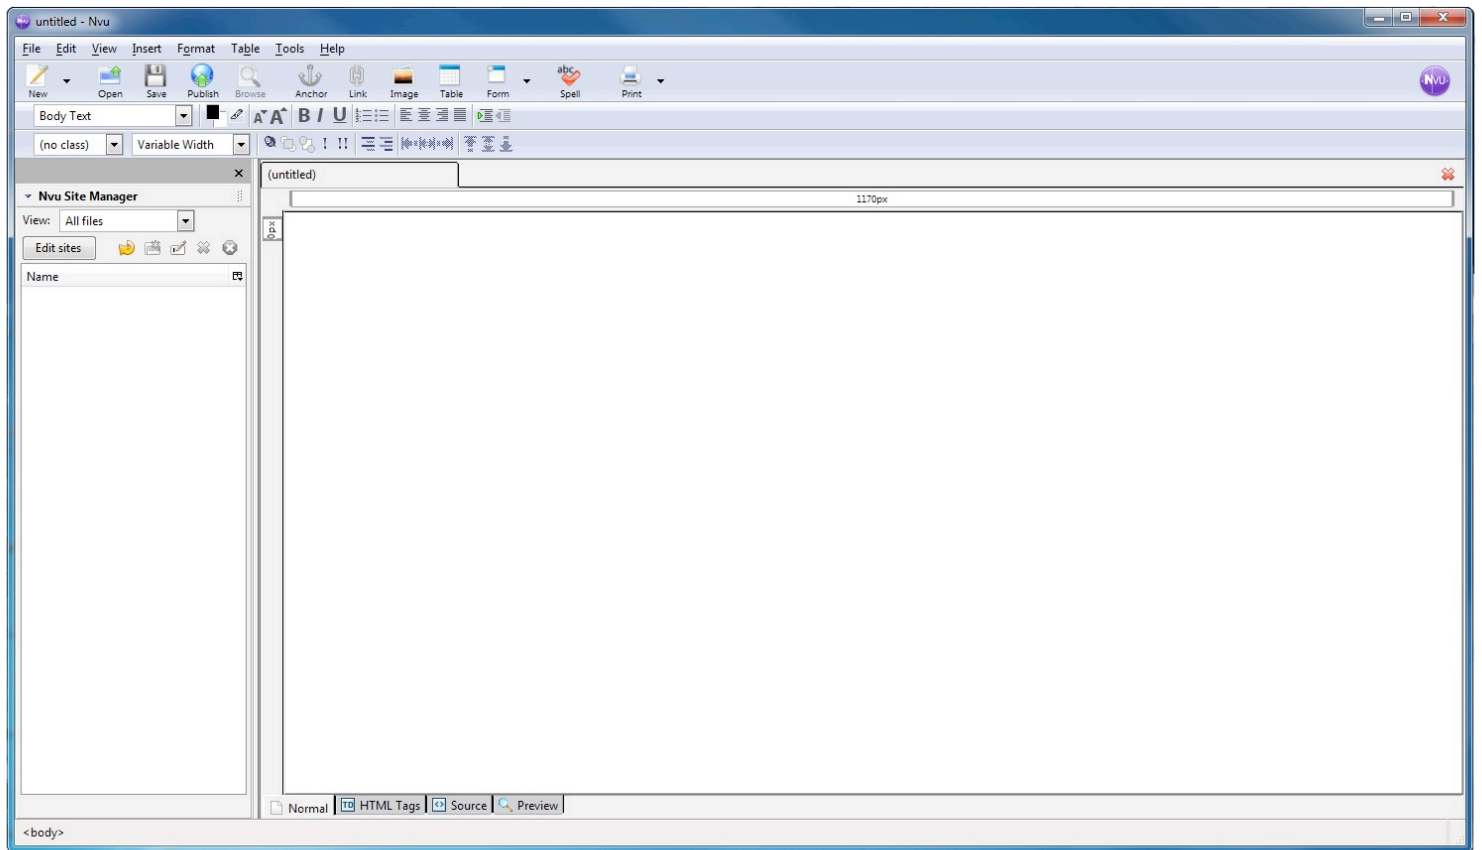 untitled - Nvu
File Edit View Insert Format Table Tools Help
New Open Save Publish Browse Anchor Link Image Table Form abc Spell Print NVU
Body Text A A B I U
(no class) Variable Width ! !!
(untitled)
Nvu Site Manager
1170px
View: All files
0px
Edit sites
Name
Normal TD HTML Tags <> Source Preview
<body>